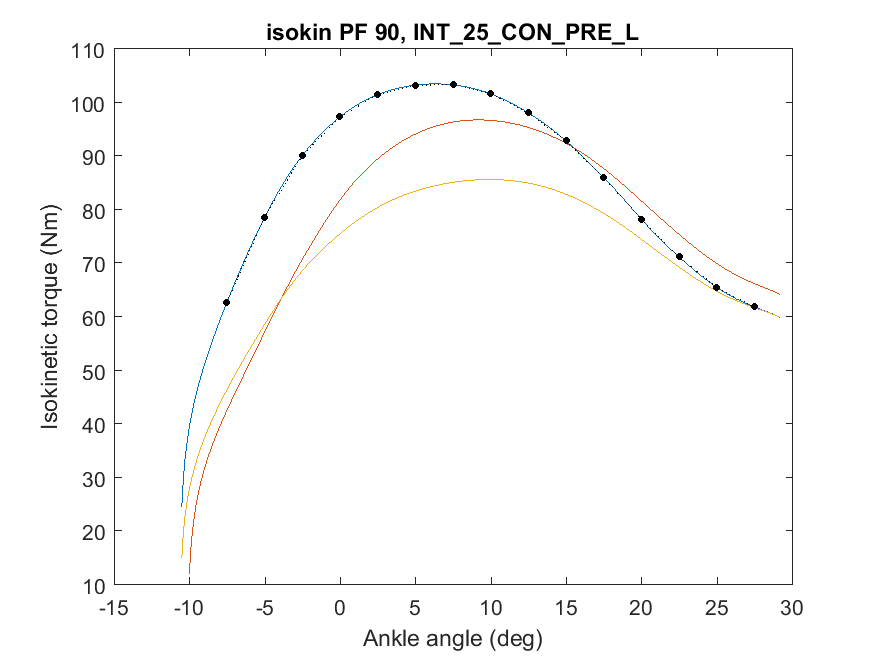 isokin PF 90, INT_25_CON_PRE_L
110
100
90
80
70
60
50
40
30
20
10
Isokinetic torque (Nm)
-15 -10 -5 0 5 10 15 20 25 30
Ankle angle (deg)